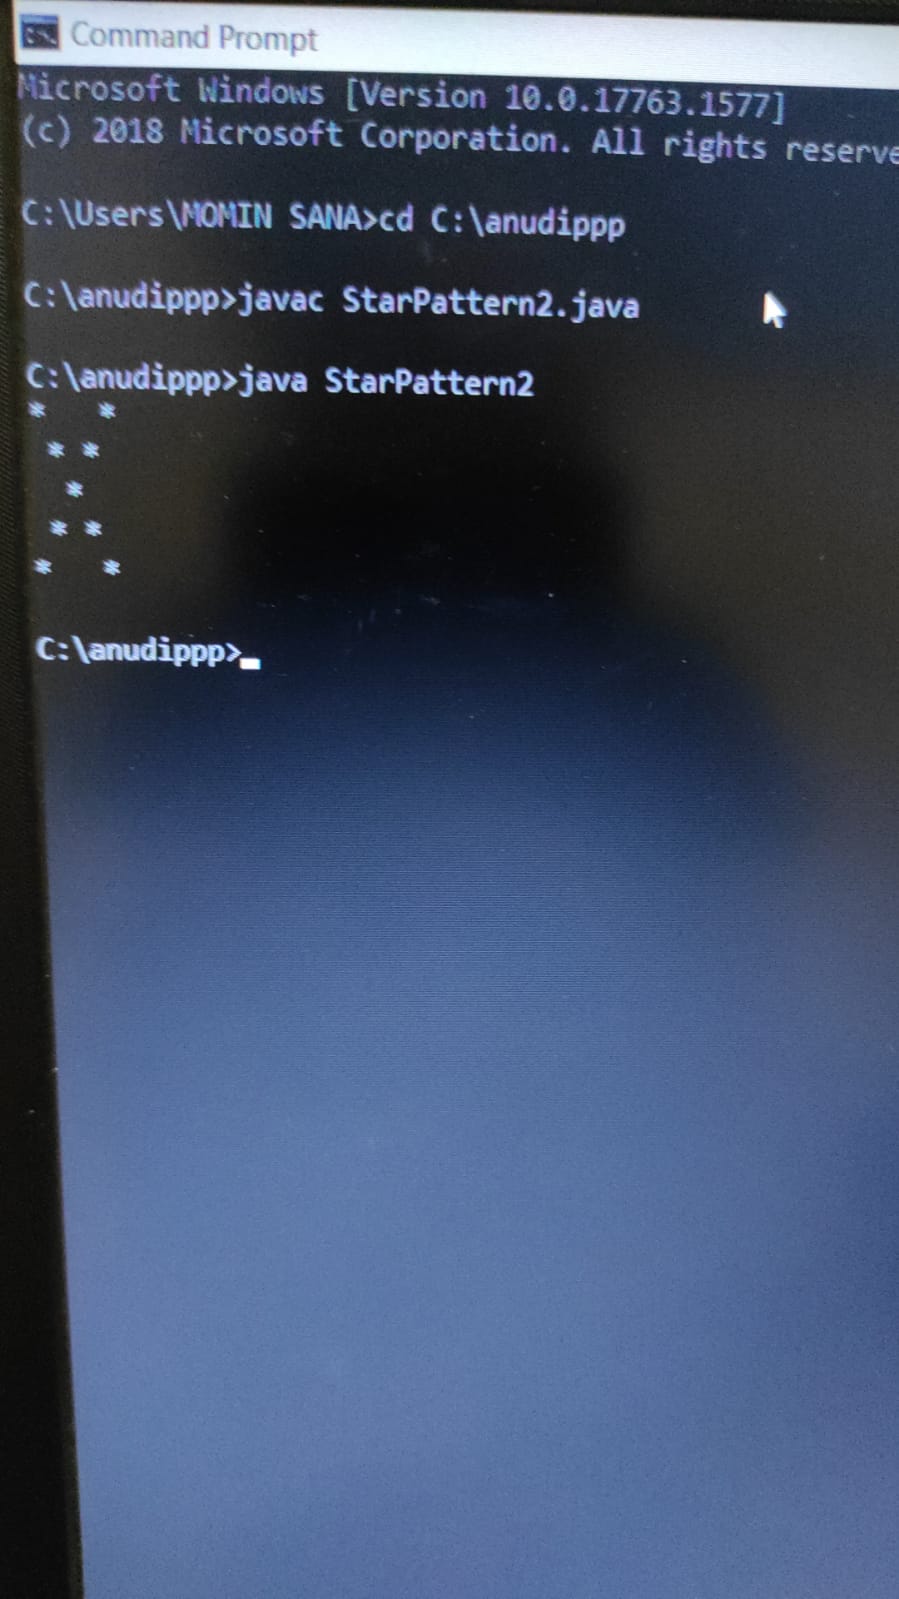 Command Prompt
Microsoft Windows [Version 10.0.17763.1577]
(c) 2018 Microsoft Corporation. All rights reserve
C:\Users\MOMIN SANA>cd C:\anudippp
C:\anudippp>javac StarPattern2.java
C:\anudippp>java StarPattern2
*   *
 * *
  *
 * *
*   *
C:\anudippp>